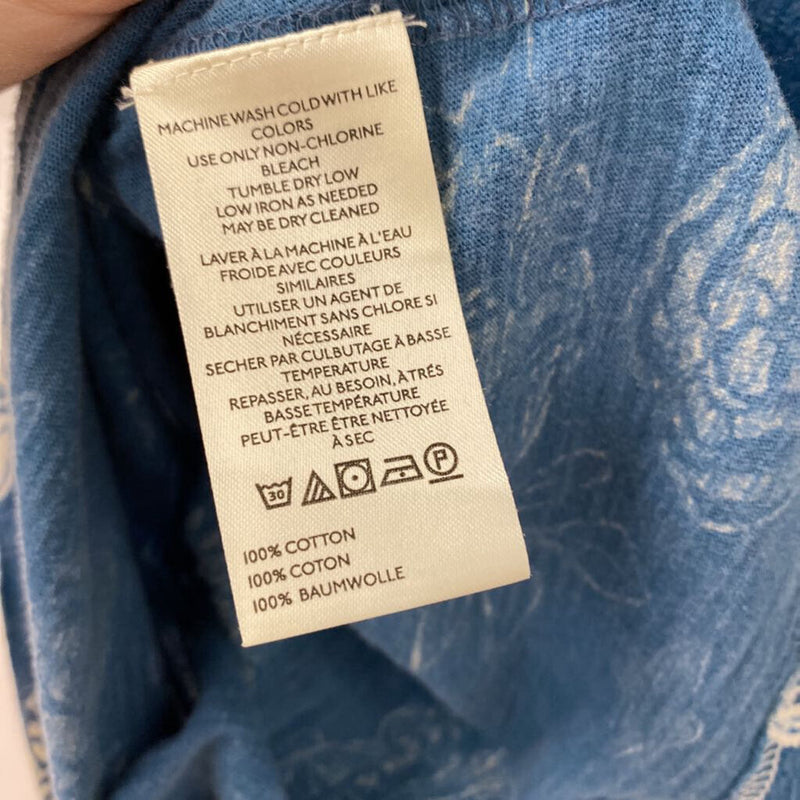 MACHINE WASH COLD WITH LIKE
COLORS
USE ONLY NON-CHLORINE
BLEACH
TUMBLE DRY LOW
LOW IRON AS NEEDED
MAY BE DRY CLEANED
LAVER À LA MACHINE À L'EAU
FROIDE AVEC COULEURS
SIMILAIRES
UTILISER UN AGENT DE
BLANCHIMENT SANS CHLORE SI
NÉCESSAIRE
SECHER PAR CULBUTAGE À BASSE
TEMPERATURE
REPASSER, AU BESOIN, À TRÉS
BASSE TEMPÉRATURE
PEUT-ÊTRE ÊTRE NETTOYÉE
À SEC
30 P
100% COTTON
100% COTON
100% BAUMWOLLE